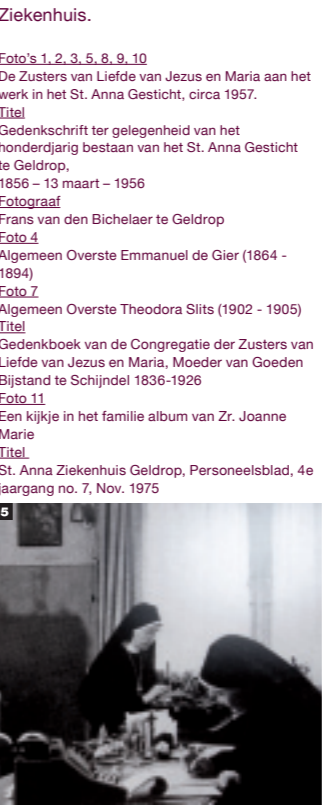 Ziekenhuis.
Foto's 1, 2, 3, 5, 8, 9, 10
De Zusters van Liefde van Jezus en Maria aan het
werk in het St. Anna Gesticht, circa 1957.
Titel
Gedenkschrift ter gelegenheid van het
honderdjarig bestaan van het St. Anna Gesticht
te Geldrop,
1856 – 13 maart – 1956
Fotograaf
Frans van den Bichelaer te Geldrop
Foto 4
Algemeen Overste Emmanuel de Gier (1864 -
1894)
Foto 7
Algemeen Overste Theodora Slits (1902 - 1905)
Titel
Gedenkboek van de Congregatie der Zusters van
Liefde van Jezus en Maria, Moeder van Goeden
Bijstand te Schijndel 1836-1926
Foto 11
Een kijkje in het familie album van Zr. Joanne
Marie
Titel
St. Anna Ziekenhuis Geldrop, Personeelsblad, 4e
jaargang no. 7, Nov. 1975
5